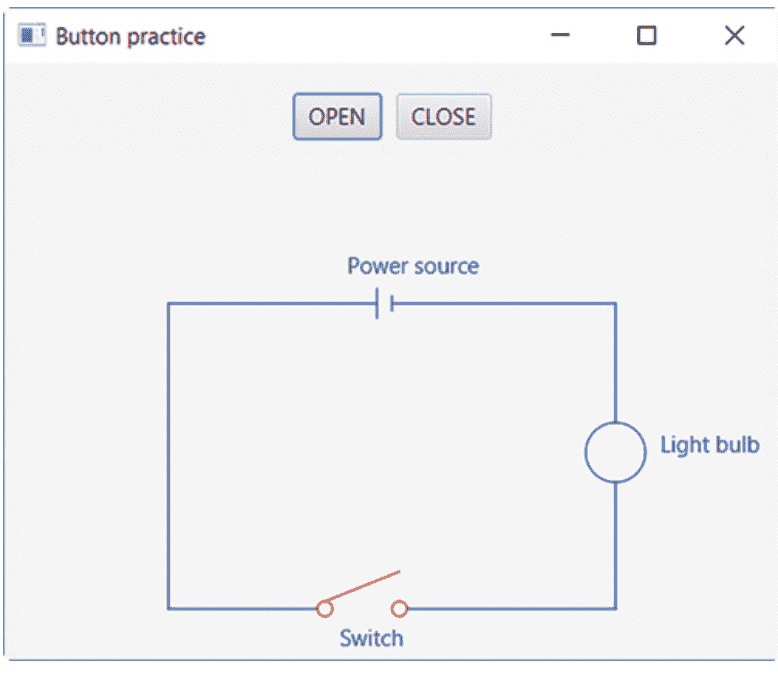 Button practice
OPEN CLOSE
Power source
Light bulb
Switch